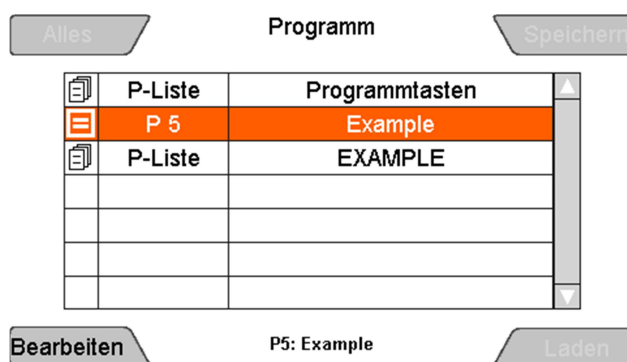 Alles Programm Speichern
P-Liste Programmtasten
P 5 Example
P-Liste EXAMPLE
Bearbeiten P5: Example Laden